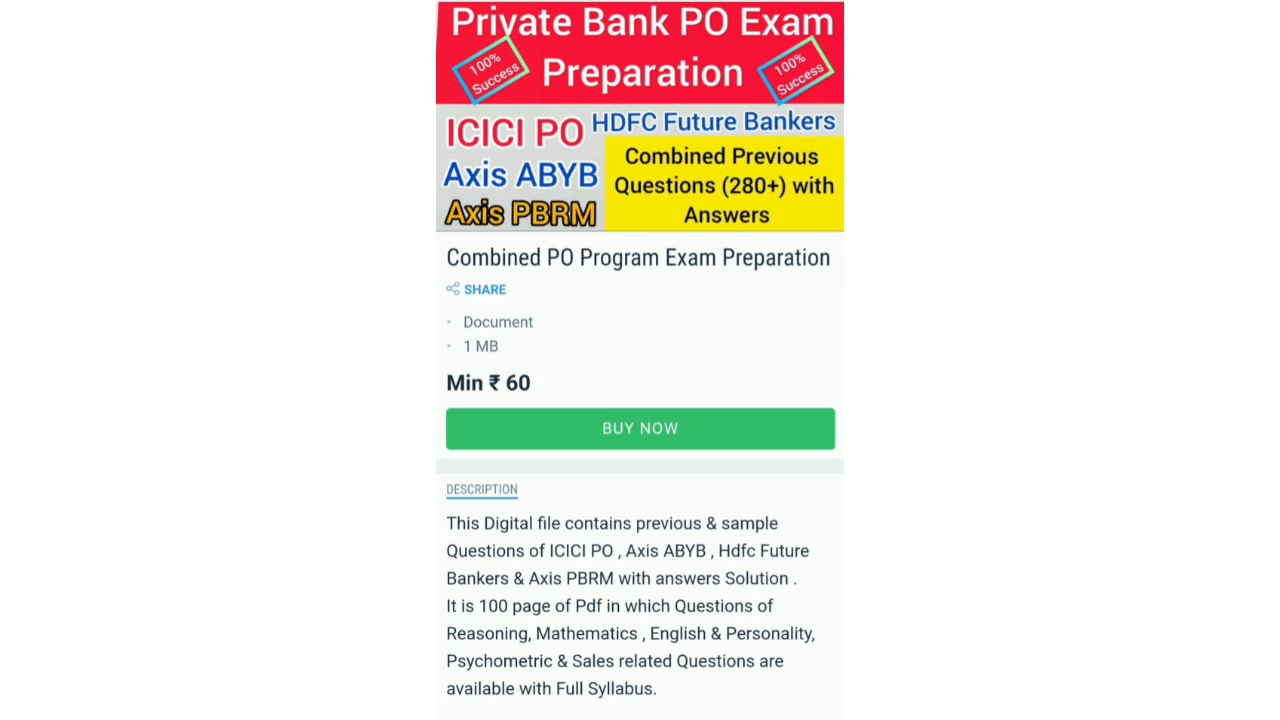 Private Bank PO Exam
Preparation
100%
Success
100%
Success
ICICI PO
HDFC Future Bankers
Axis ABYB
Axis PBRM
Combined Previous
Questions (280+) with
Answers
Combined PO Program Exam Preparation
SHARE
Document
1 MB
Min ₹ 60
BUY NOW
DESCRIPTION
This Digital file contains previous & sample
Questions of ICICI PO , Axis ABYB , Hdfc Future
Bankers & Axis PBRM with answers Solution .
It is 100 page of Pdf in which Questions of
Reasoning, Mathematics , English & Personality,
Psychometric & Sales related Questions are
available with Full Syllabus.